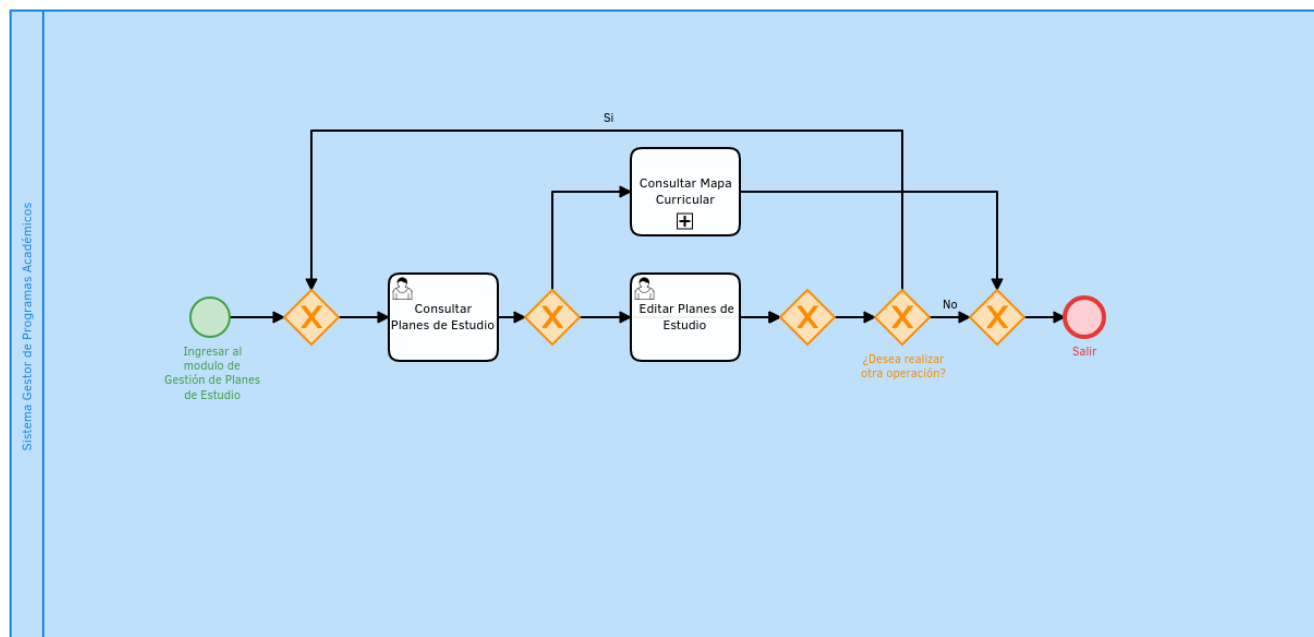 Sistema Gestor de Programas Académicos
Si
Consultar Mapa
Curricular
Consultar
Planes de Estudio
Editar Planes de
Estudio
No
Ingresar al
modulo de
Gestión de Planes
de Estudio
¿Desea realizar
otra operación?
Salir